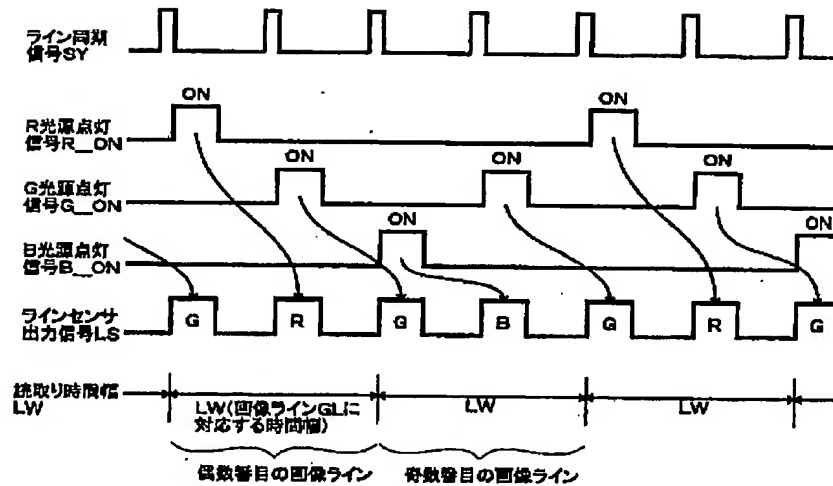 ライン同期
信号SY
ON
ON
R光源点灯
信号R_ON
ON
ON
ON
G光源点灯
信号G_ON
ON
ON
B光源点灯
信号B_ON
ラインセンサ
出力信号LS
G
R
G
B
G
R
G
読取り時間幅
LW
LW(画像ラインGLに
対応する時間幅)
LW
LW
偶数番目の画像ライン
奇数番目の画像ライン